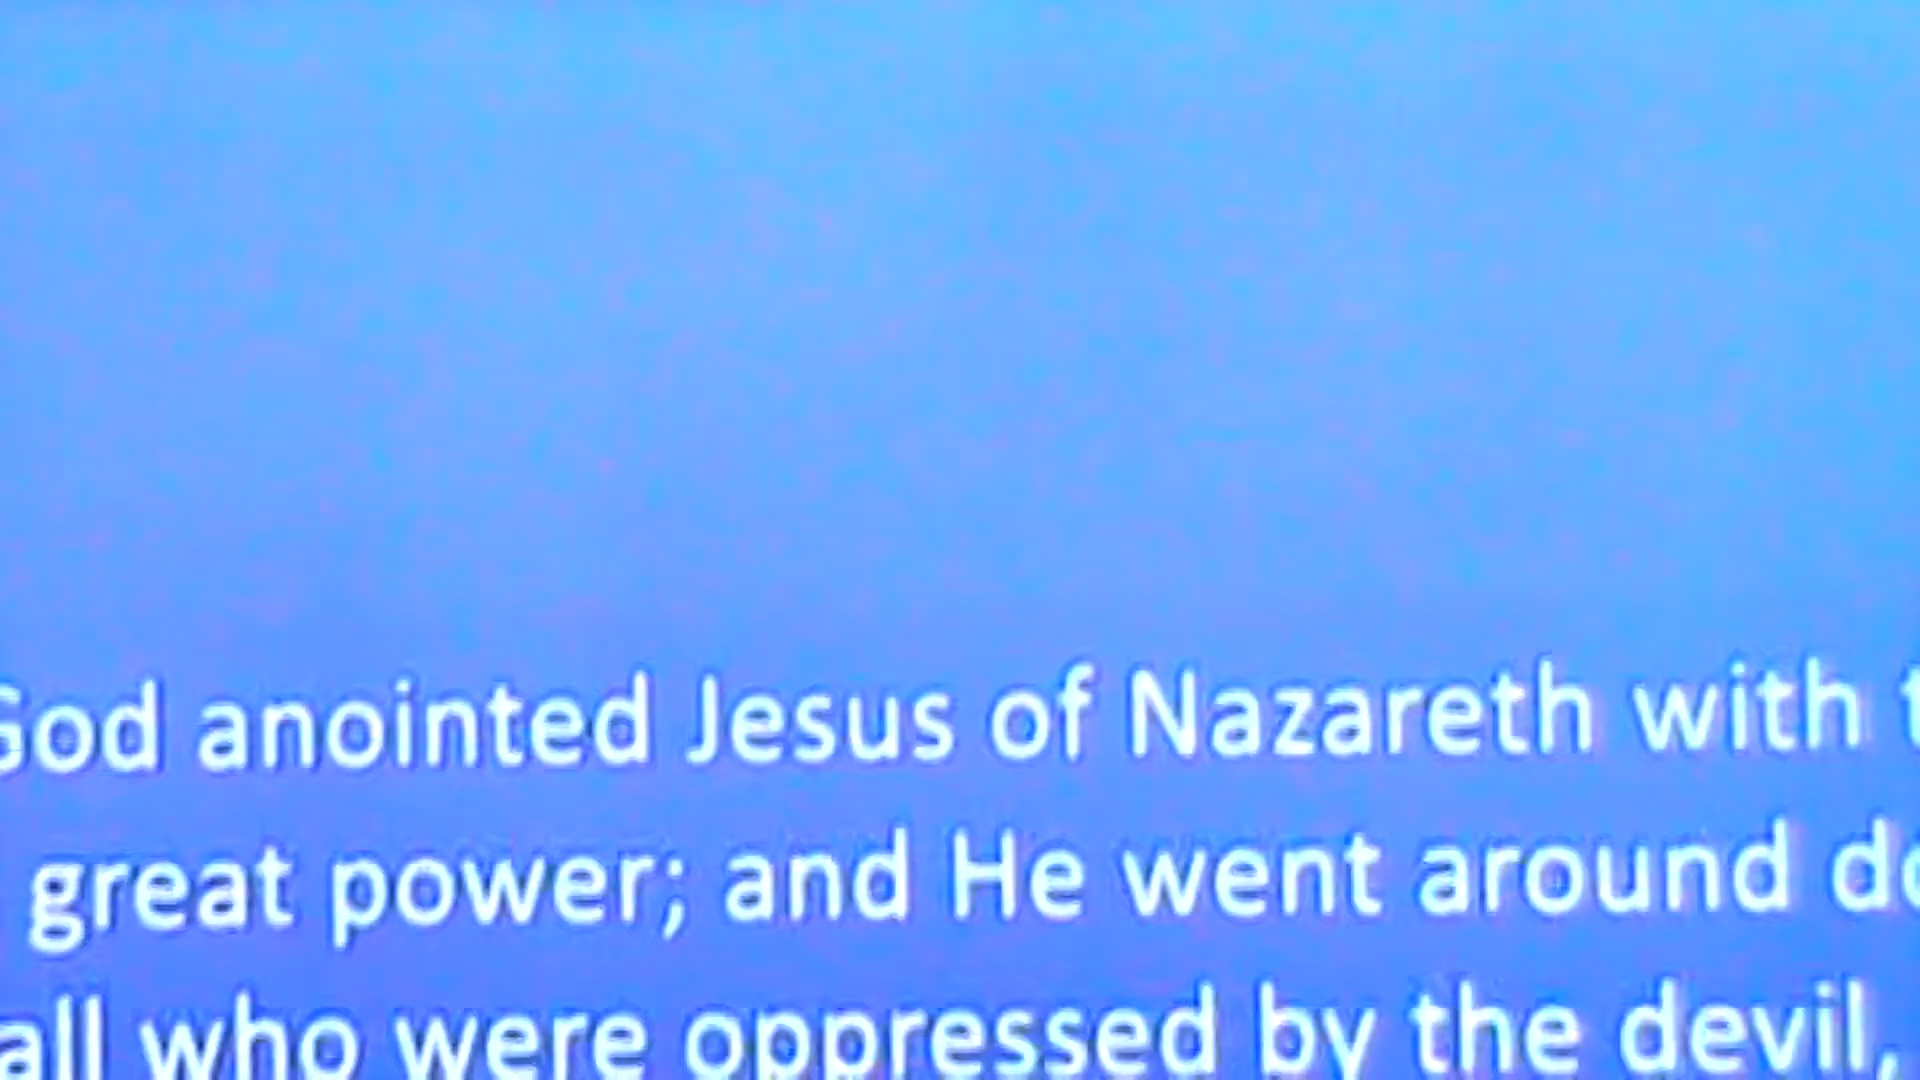 God anointed Jesus of Nazareth with t
great power; and He went around do
all who were oppressed by the devil,